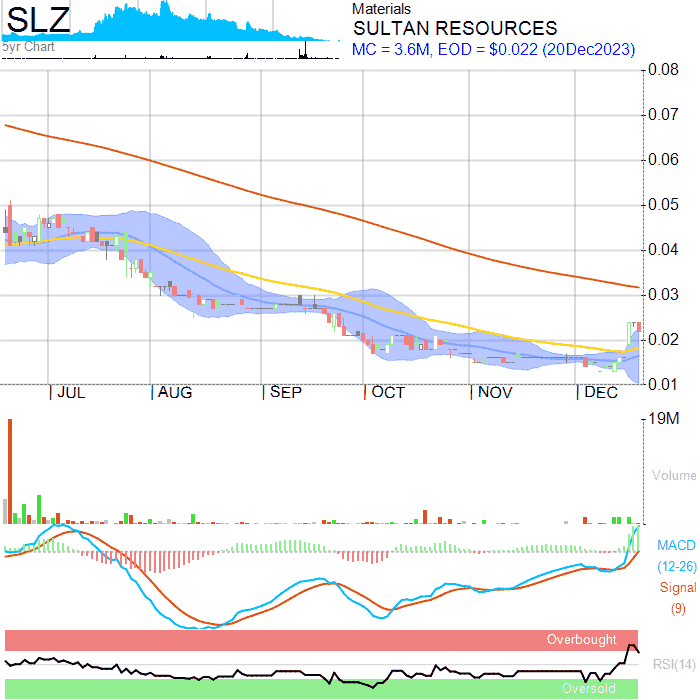 SLZ
5yr Chart
Materials
SULTAN RESOURCES
MC = 3.6M, EOD = $0.022 (20Dec2023)
0.08
0.07
0.06
0.05
0.04
0.03
0.02
0.01
JUL AUG SEP OCT NOV DEC
19M
Volume
MACD
(12-26)
Signal
(9)
Overbought
RSI(14)
Oversold